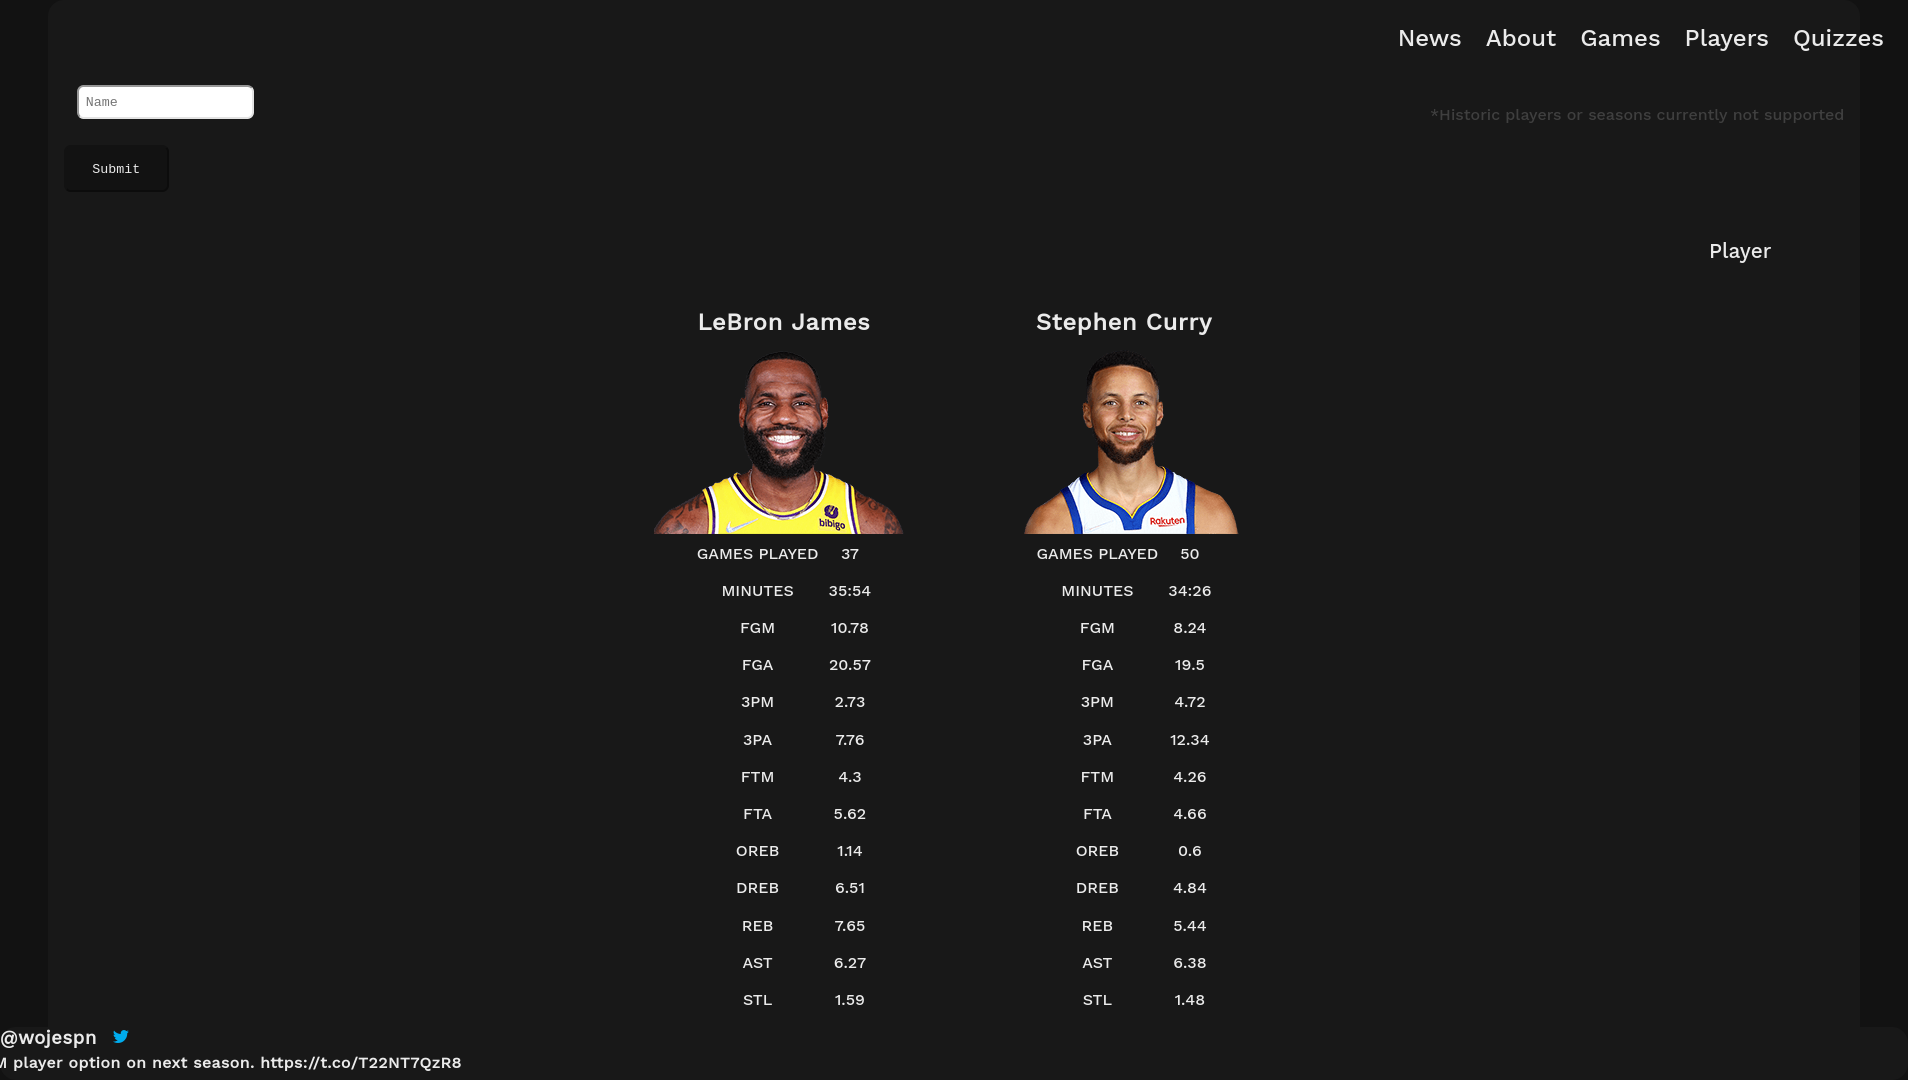 News About Games Players Quizzes
Name
*Historic players or seasons currently not supported
Submit
Player
LeBron James
Stephen Curry
bibigo
Rakuten
GAMES PLAYED 37
MINUTES 35:54
FGM 10.78
FGA 20.57
3PM 2.73
3PA 7.76
FTM 4.3
FTA 5.62
OREB 1.14
DREB 6.51
REB 7.65
AST 6.27
STL 1.59
GAMES PLAYED 50
MINUTES 34:26
FGM 8.24
FGA 19.5
3PM 4.72
3PA 12.34
FTM 4.26
FTA 4.66
OREB 0.6
DREB 4.84
REB 5.44
AST 6.38
STL 1.48
@wojespn
M player option on next season. https://t.co/T22NT7QzR8